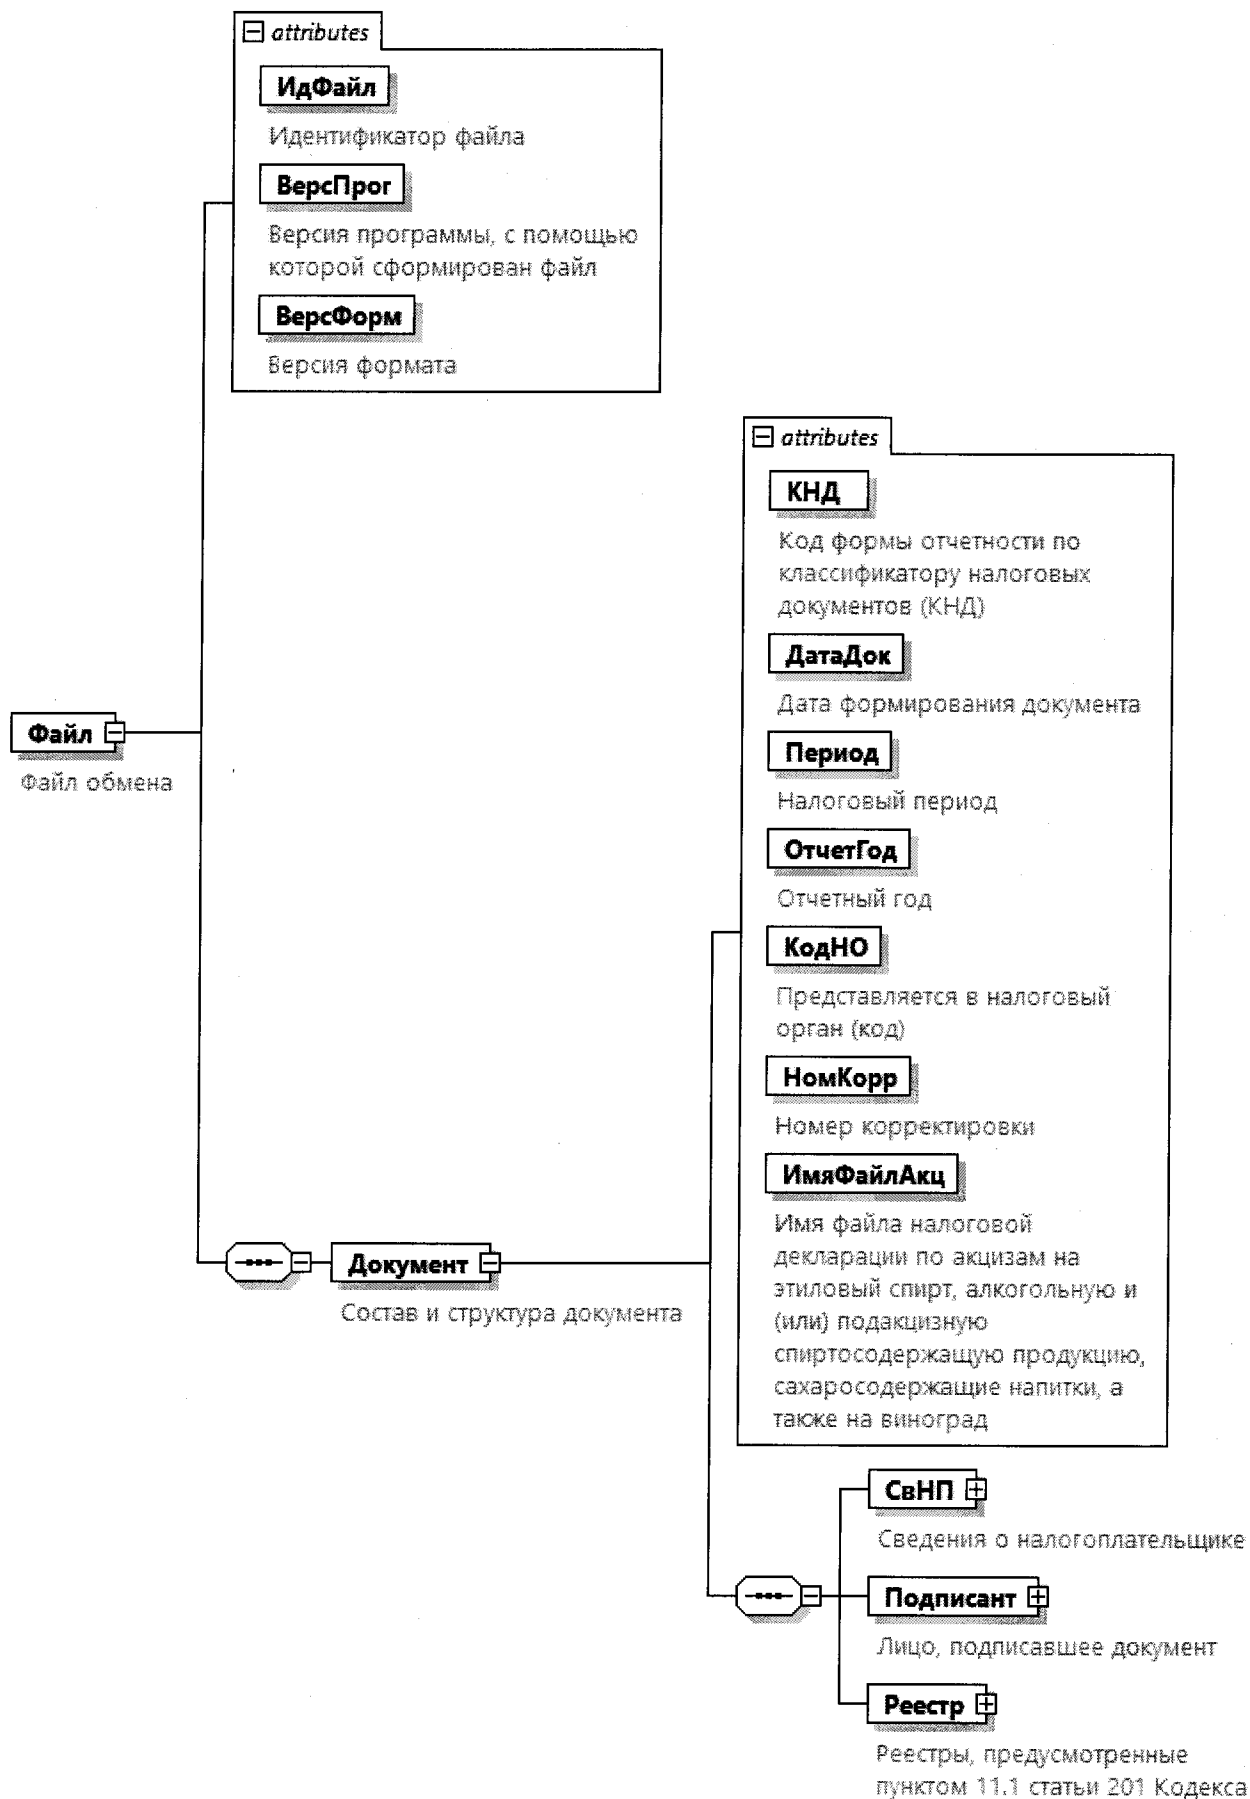 attributes
ИдФайл
Идентификатор файла
ВерсПрог
Версия программы, с помощью
которой сформирован файл
ВерсФорм
Версия формата
attributes
КНД
Код формы отчетности по
классификатору налоговых
документов (КНД)
ДатаДок
Дата формирования документа
Период
Налоговый период
ОтчетГод
Отчетный год
КодНО
Представляется в налоговый
орган (код)
НомКорр
Номер корректировки
ИмяФайлАкц
Имя файла налоговой
декларации по акцизам на
этиловый спирт, алкогольную и
(или) подакцизную
спиртосодержащую продукцию,
сахаросодержащие напитки, а
также на виноград
Файл
Файл обмена
Документ
Состав и структура документа
СвНП
Сведения о налогоплательщике
Подписант
Лицо, подписавшее документ
Реестр
Реестры, предусмотренные
пунктом 11.1 статьи 201 Кодекса